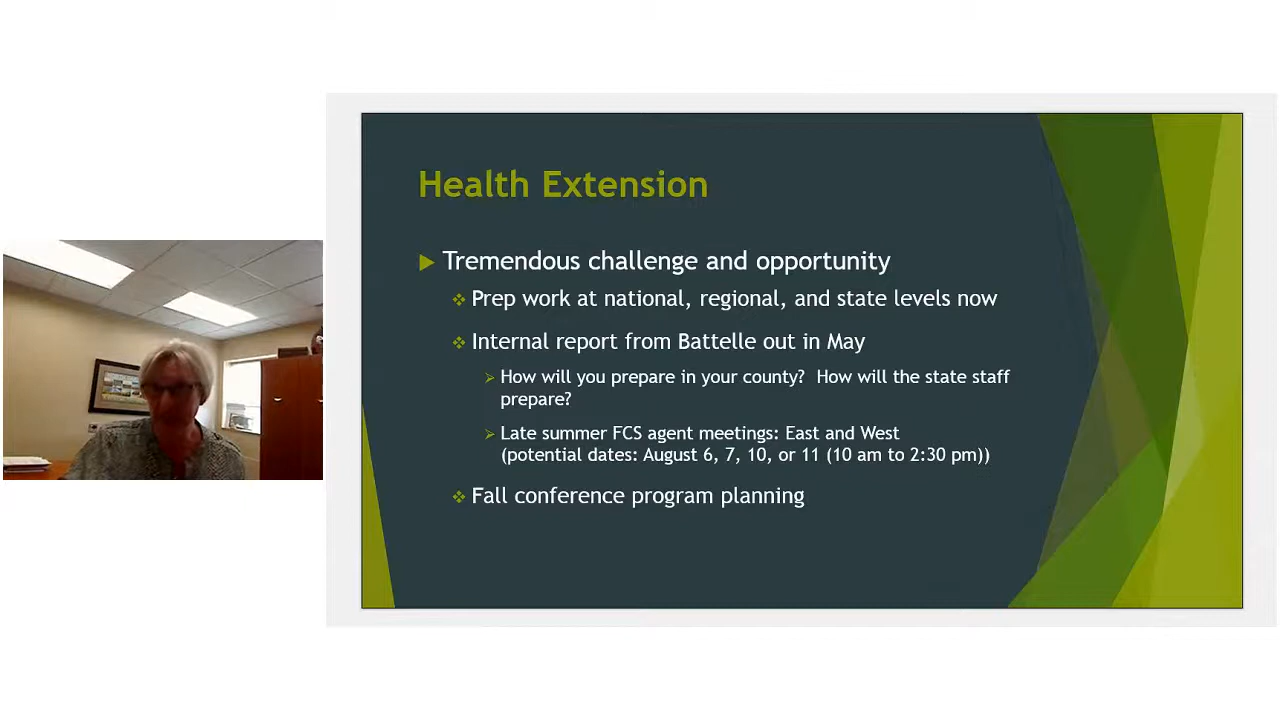 Health Extension
Tremendous challenge and opportunity
Prep work at national, regional, and state levels now
Internal report from Battelle out in May
How will you prepare in your county?  How will the state staff
prepare?
Late summer FCS agent meetings: East and West
(potential dates: August 6, 7, 10, or 11 (10 am to 2:30 pm))
Fall conference program planning